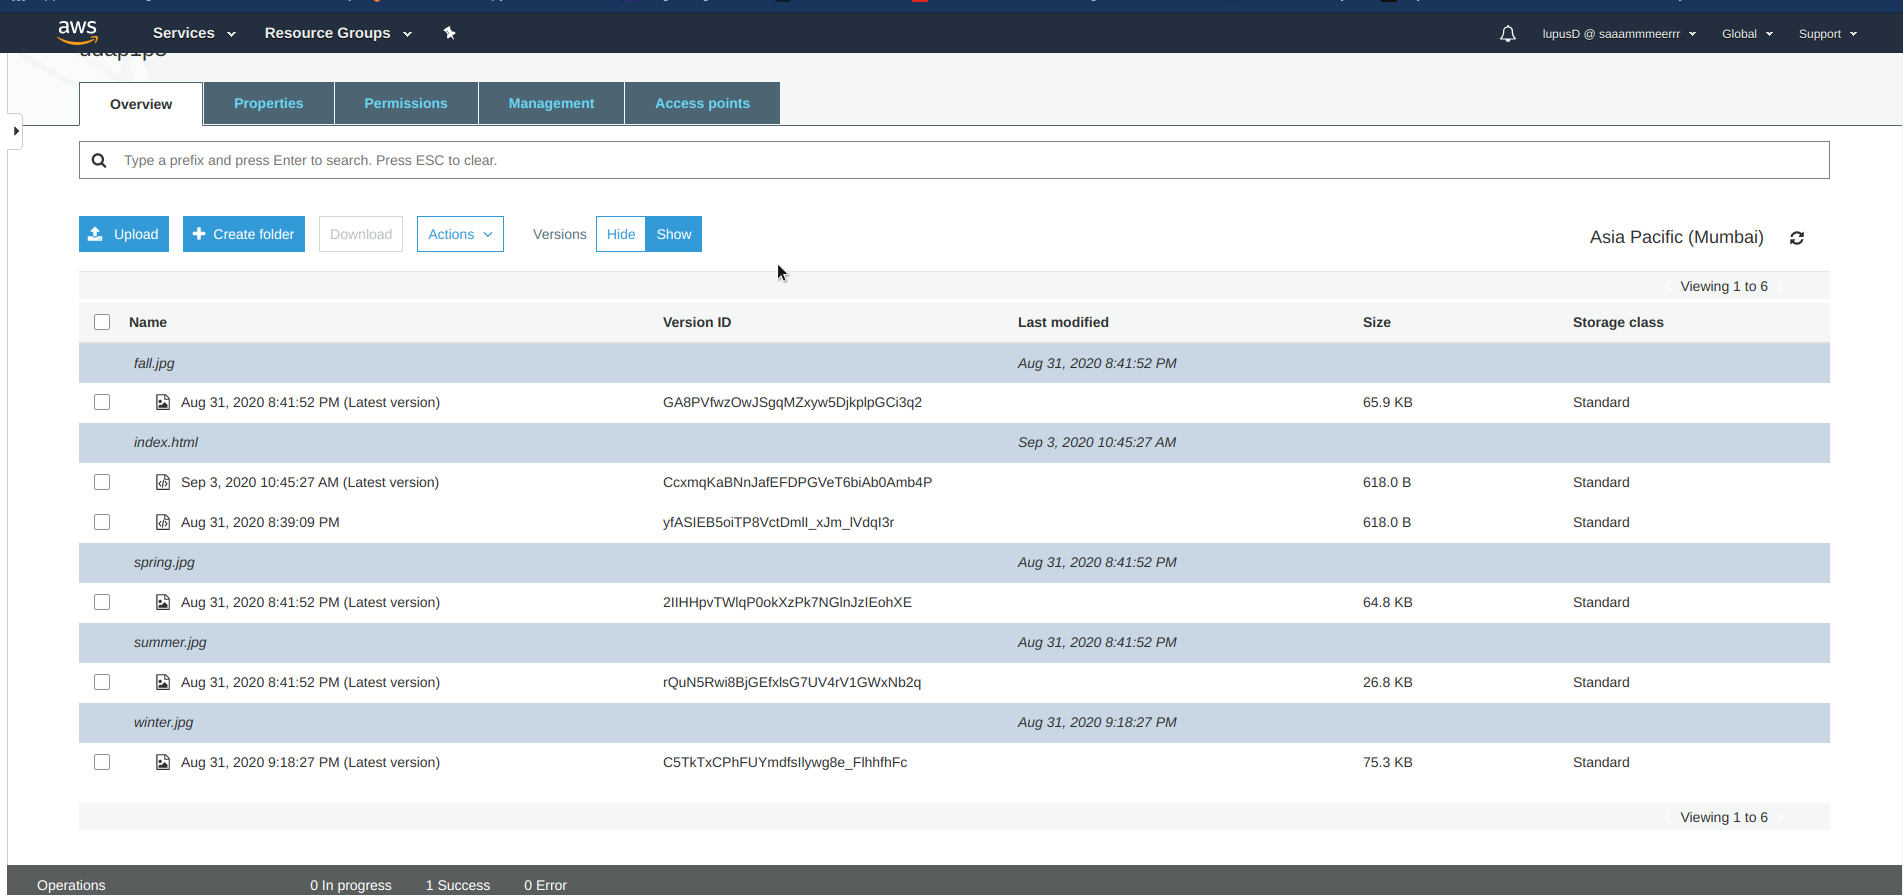 aws Services Resource Groups lupusD @ saaammmeerrr Global Support
Overview Properties Permissions Management Access points
Type a prefix and press Enter to search. Press ESC to clear.
Upload Create folder Download Actions Versions Hide Show Asia Pacific (Mumbai)
Viewing 1 to 6
Name Version ID Last modified Size Storage class
fall.jpg Aug 31, 2020 8:41:52 PM
Aug 31, 2020 8:41:52 PM (Latest version) GA8PVfwzOwJSgqMZxyw5DjkplpGCi3q2 65.9 KB Standard
index.html Sep 3, 2020 10:45:27 AM
Sep 3, 2020 10:45:27 AM (Latest version) CcxmqKaBNnJafEFDPGVeT6biAb0Amb4P 618.0 B Standard
Aug 31, 2020 8:39:09 PM yfASIEB5oiTP8VctDmlI_xJm_lVdqI3r 618.0 B Standard
spring.jpg Aug 31, 2020 8:41:52 PM
Aug 31, 2020 8:41:52 PM (Latest version) 2IIHHpvTWlqP0okXzPk7NGlnJzIEohXE 64.8 KB Standard
summer.jpg Aug 31, 2020 8:41:52 PM
Aug 31, 2020 8:41:52 PM (Latest version) rQuN5Rwi8BjGEfxlsG7UV4rV1GWxNb2q 26.8 KB Standard
winter.jpg Aug 31, 2020 9:18:27 PM
Aug 31, 2020 9:18:27 PM (Latest version) C5TkTxCPhFUYmdfsIlywg8e_FlhhfhFc 75.3 KB Standard
Viewing 1 to 6
Operations 0 In progress 1 Success 0 Error